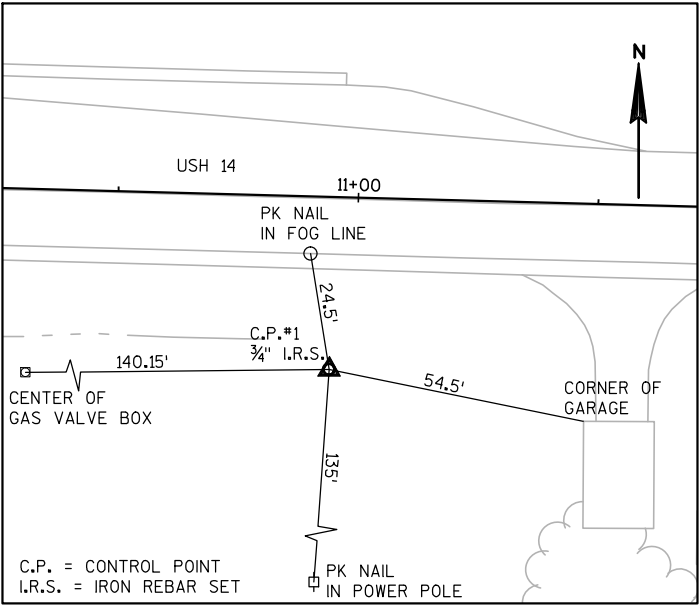 N
USH 14
11+00
PK NAIL
IN FOG LINE
24.5'
C.P.#1
¾" I.R.S.
140.15'
54.5'
CENTER OF
GAS VALVE BOX
CORNER OF
GARAGE
135'
C.P. = CONTROL POINT
I.R.S. = IRON REBAR SET
PK NAIL
IN POWER POLE